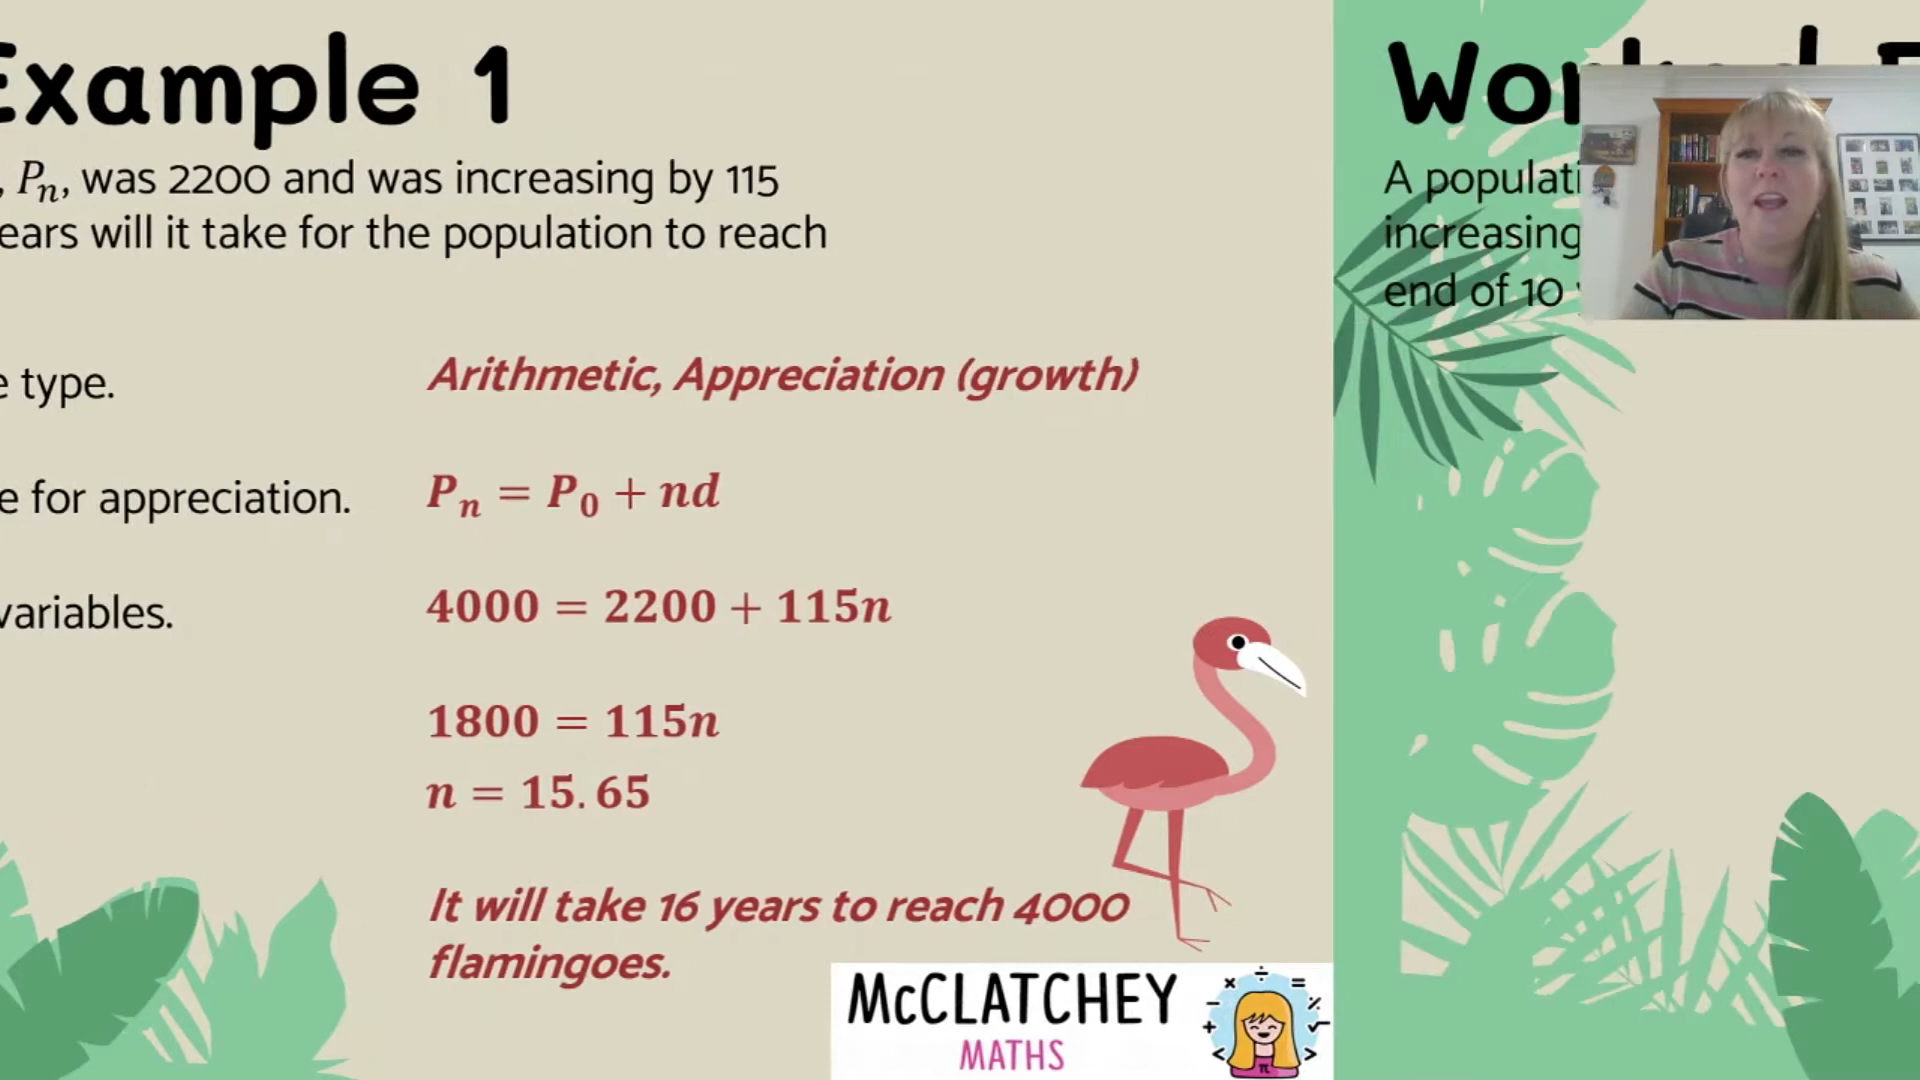 Example 1
, Pₙ, was 2200 and was increasing by 115
ears will it take for the population to reach
e type.
Arithmetic, Appreciation (growth)
e for appreciation.
Pₙ = P₀ + nd
variables.
4000 = 2200 + 115n
1800 = 115n
n = 15.65
It will take 16 years to reach 4000
flamingoes.
McCLATCHEY
MATHS
A populati
increasing
end of 10